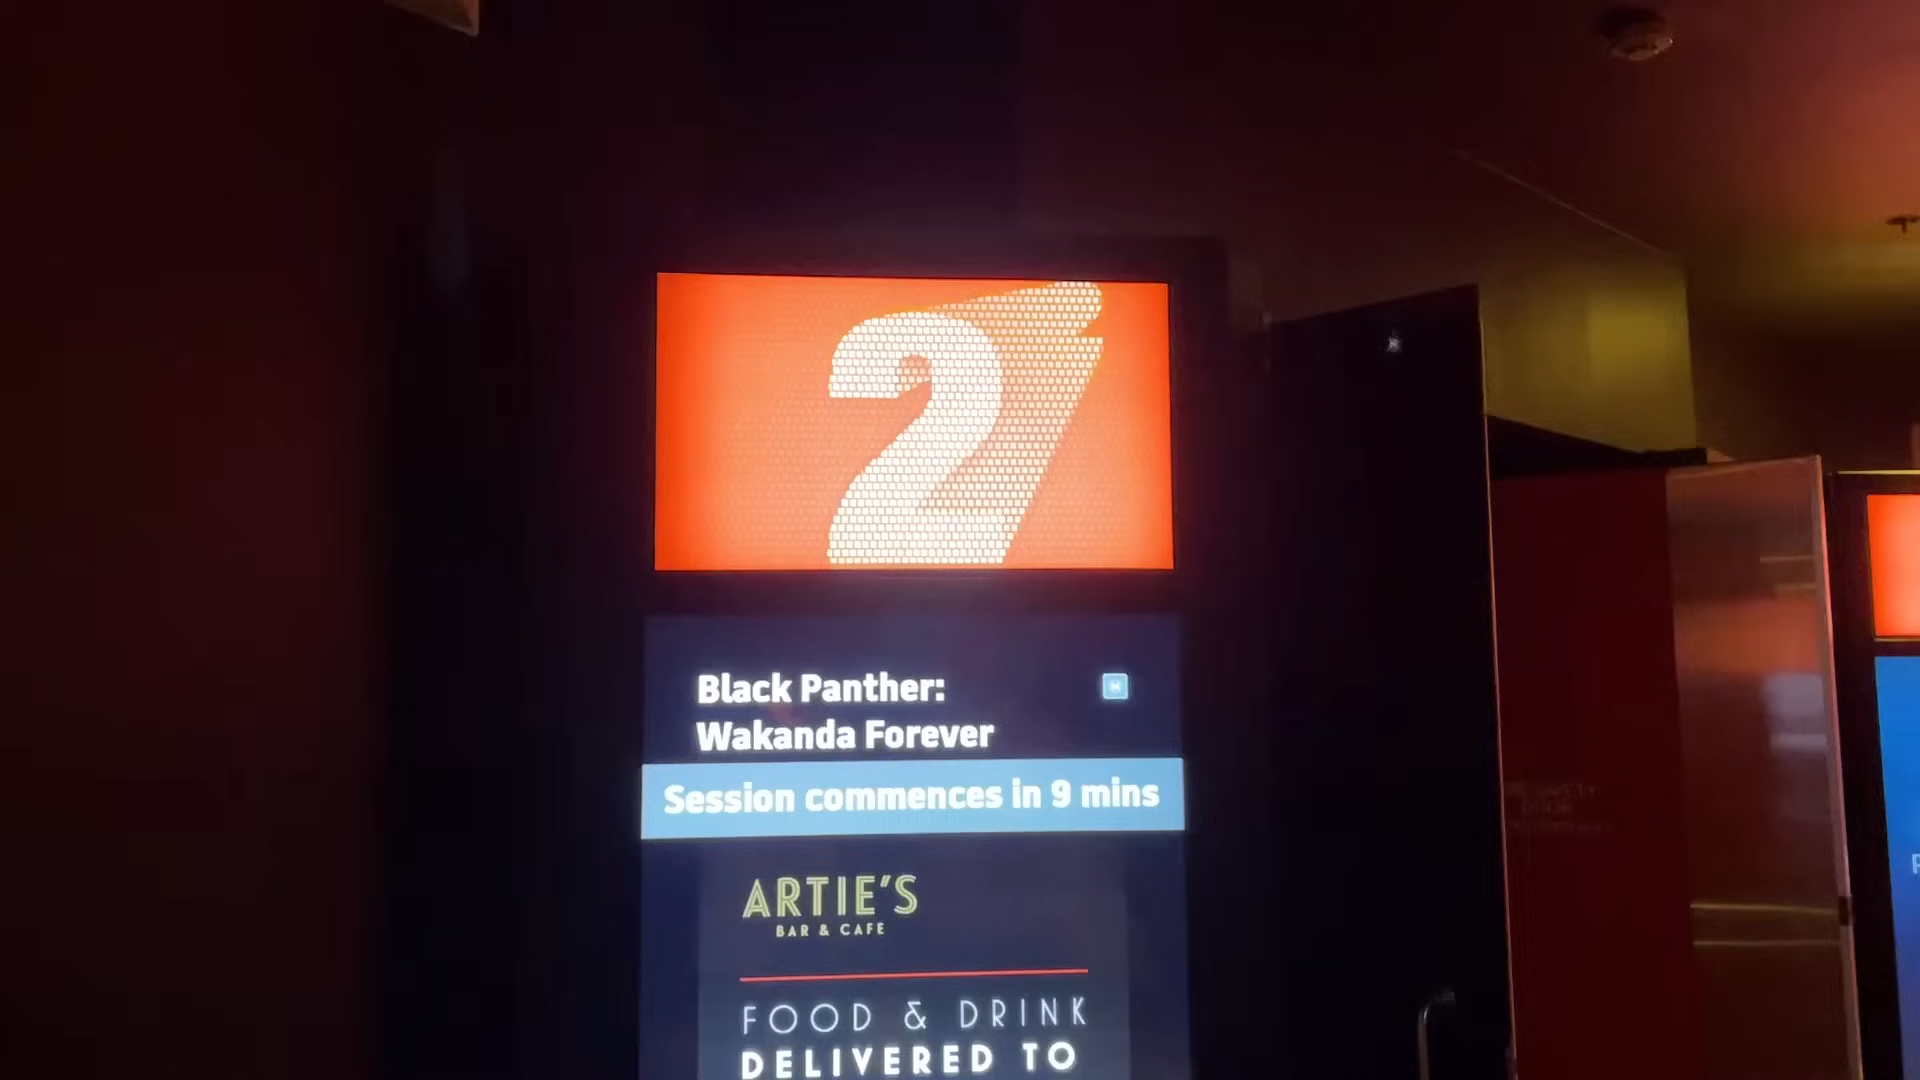 2
Black Panther:
Wakanda Forever
Session commences in 9 mins
ARTIE'S
BAR & CAFE
FOOD & DRINK
DELIVERED TO